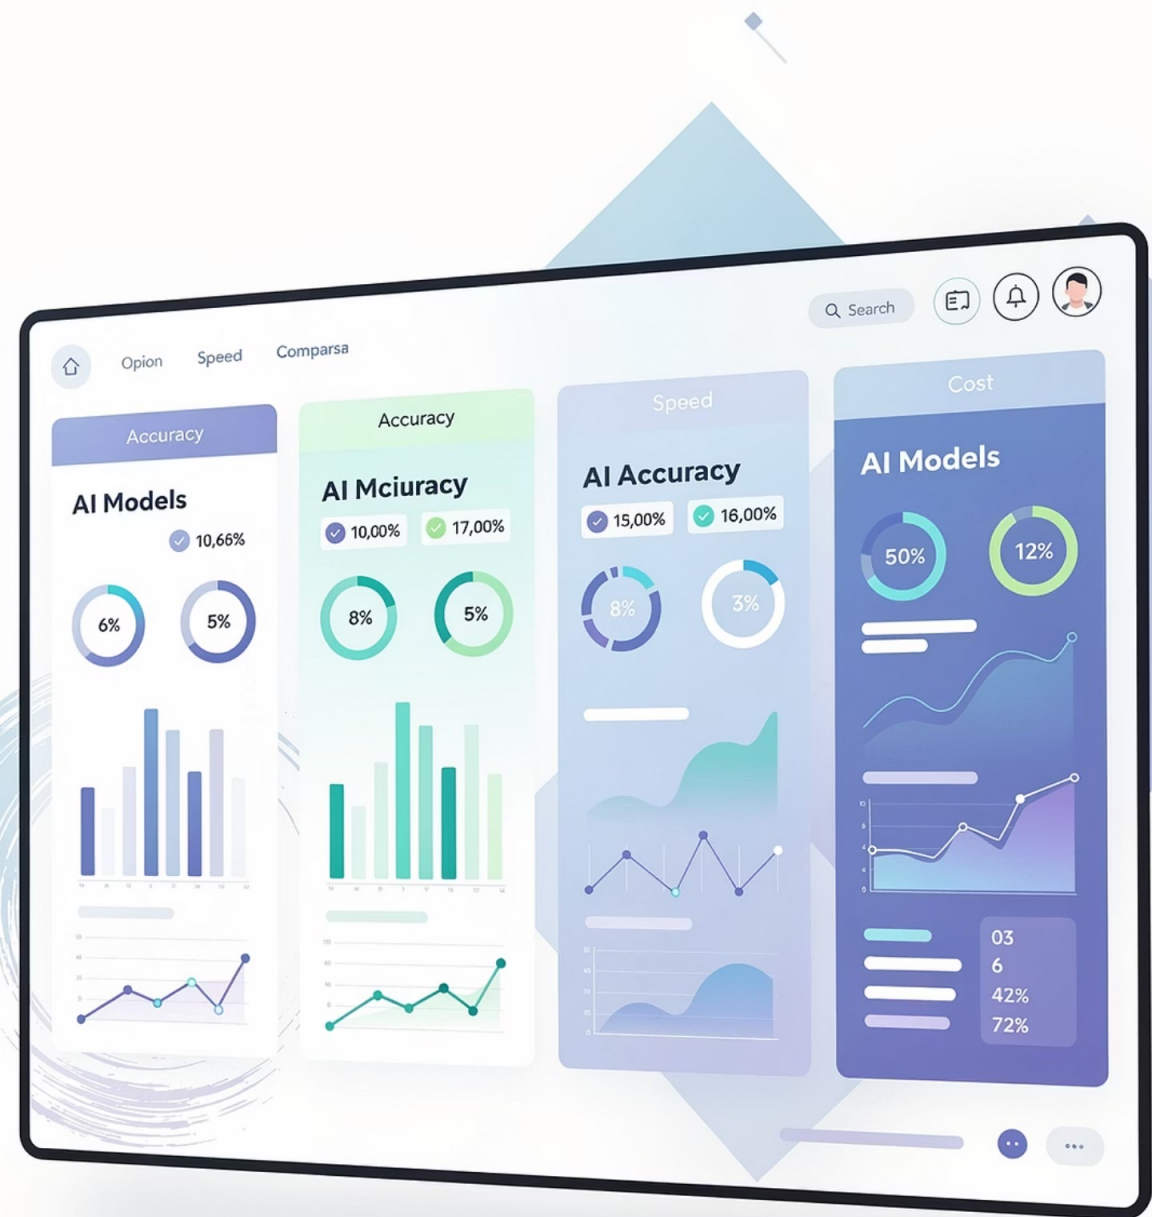 Search
Opion Speed Comparsa
Accuracy
AI Models
10,66%
6% 5%
Accuracy
AI Mciuracy
10,00% 17,00%
8% 5%
Speed
AI Accuracy
15,00% 16,00%
8% 3%
Cost
AI Models
50% 12%
03
6
42%
72%